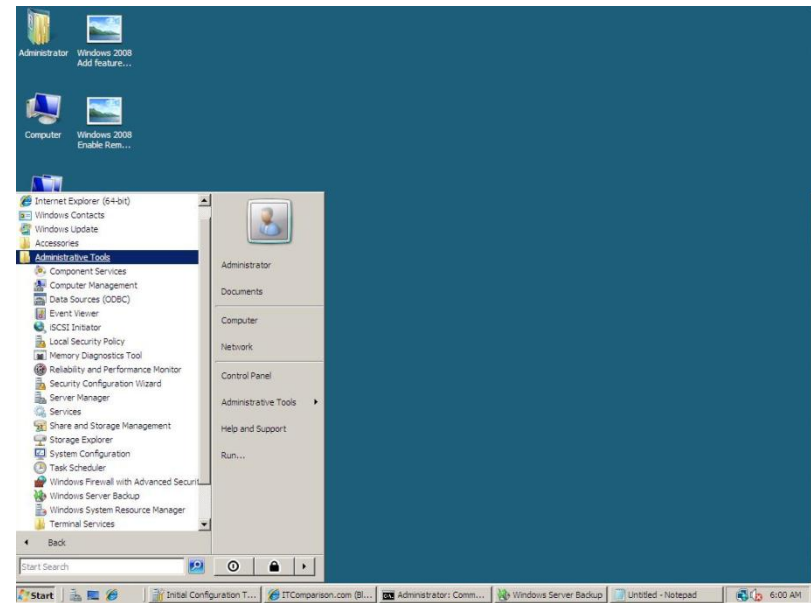 Administrator
Windows 2008
Add feature...
Computer
Windows 2008
Enable Rem...
Internet Explorer (64-bit)
Windows Contacts
Windows Update
Accessories
Administrative Tools
Component Services
Computer Management
Data Sources (ODBC)
Event Viewer
iSCSI Initiator
Local Security Policy
Memory Diagnostics Tool
Reliability and Performance Monitor
Security Configuration Wizard
Server Manager
Services
Share and Storage Management
Storage Explorer
System Configuration
Task Scheduler
Windows Firewall with Advanced Securit
Windows Server Backup
Windows System Resource Manager
Terminal Services
Back
Start Search
Administrator
Documents
Computer
Network
Control Panel
Administrative Tools
Help and Support
Run...
Start
Initial Configuration T...
ITComparison.com (Bl...
Administrator: Comm...
Windows Server Backup
Untitled - Notepad
6:00 AM